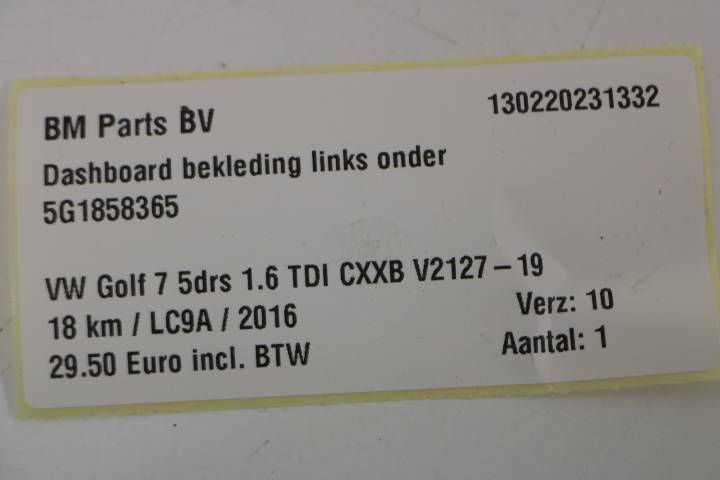 BM Parts BV 130220231332
Dashboard bekleding links onder
5G1858365
VW Golf 7 5drs 1.6 TDI CXXB V2127-19
18 km / LC9A / 2016 Verz: 10
29.50 Euro incl. BTW Aantal: 1